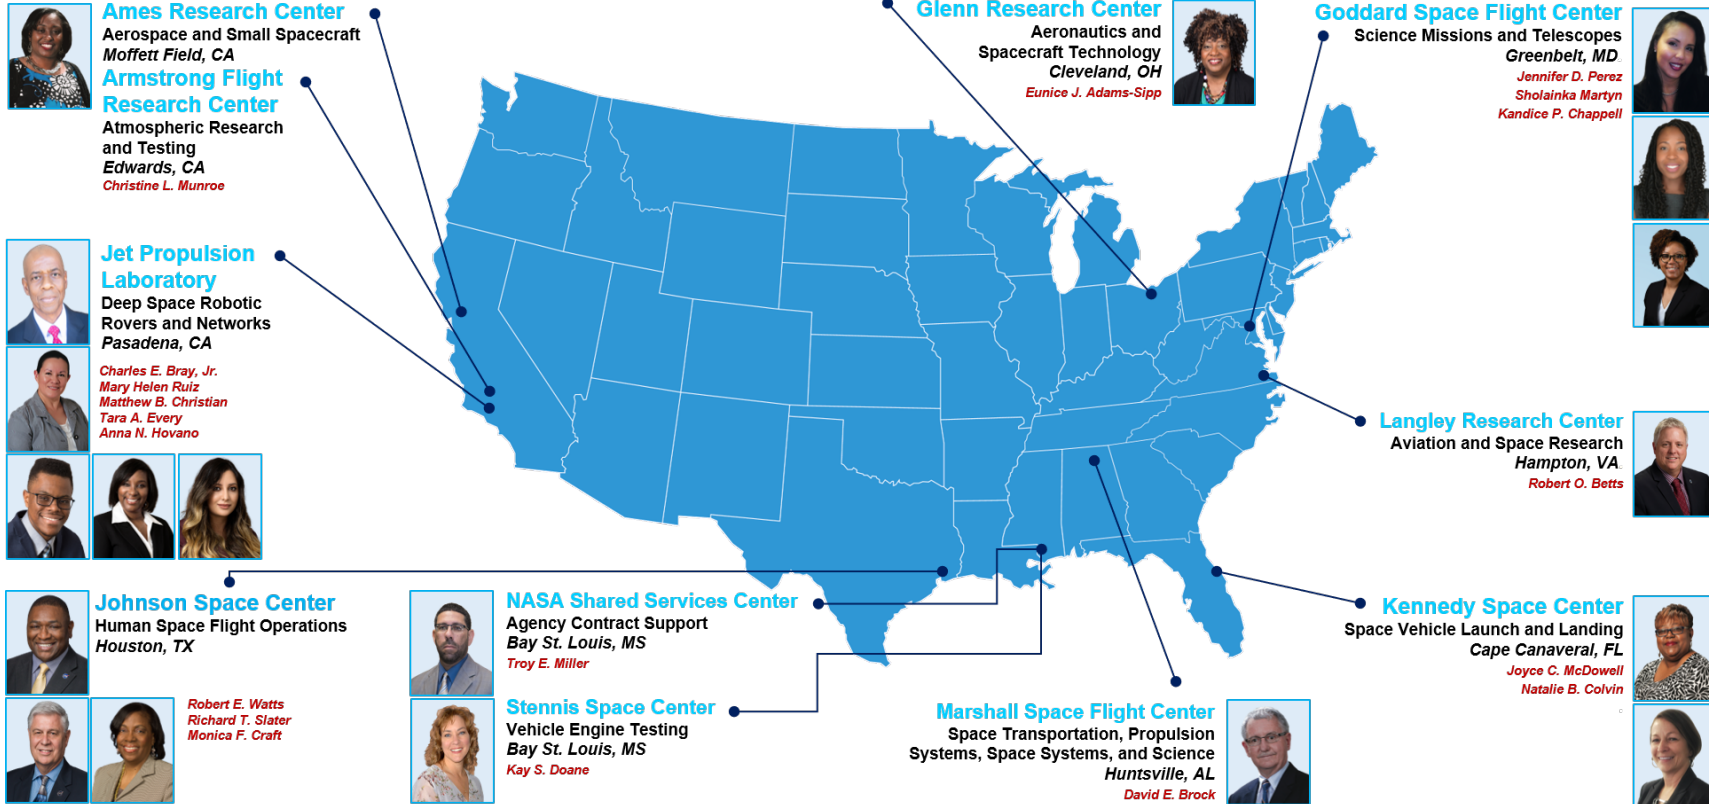 Ames Research Center
Aerospace and Small Spacecraft
Moffett Field, CA
Armstrong Flight
Research Center
Atmospheric Research
and Testing
Edwards, CA
Christine L. Munroe
Jet Propulsion
Laboratory
Deep Space Robotic
Rovers and Networks
Pasadena, CA
Charles E. Bray, Jr.
Mary Helen Ruiz
Matthew B. Christian
Tara A. Every
Anna N. Hovano
Johnson Space Center
Human Space Flight Operations
Houston, TX
Robert E. Watts
Richard T. Slater
Monica F. Craft
NASA Shared Services Center
Agency Contract Support
Bay St. Louis, MS
Troy E. Miller
Stennis Space Center
Vehicle Engine Testing
Bay St. Louis, MS
Kay S. Doane
Glenn Research Center
Aeronautics and
Spacecraft Technology
Cleveland, OH
Eunice J. Adams-Sipp
Goddard Space Flight Center
Science Missions and Telescopes
Greenbelt, MD
Jennifer D. Perez
Sholainka Martyn
Kandice P. Chappell
Langley Research Center
Aviation and Space Research
Hampton, VA
Robert O. Betts
Kennedy Space Center
Space Vehicle Launch and Landing
Cape Canaveral, FL
Joyce C. McDowell
Natalie B. Colvin
Marshall Space Flight Center
Space Transportation, Propulsion
Systems, Space Systems, and Science
Huntsville, AL
David E. Brock